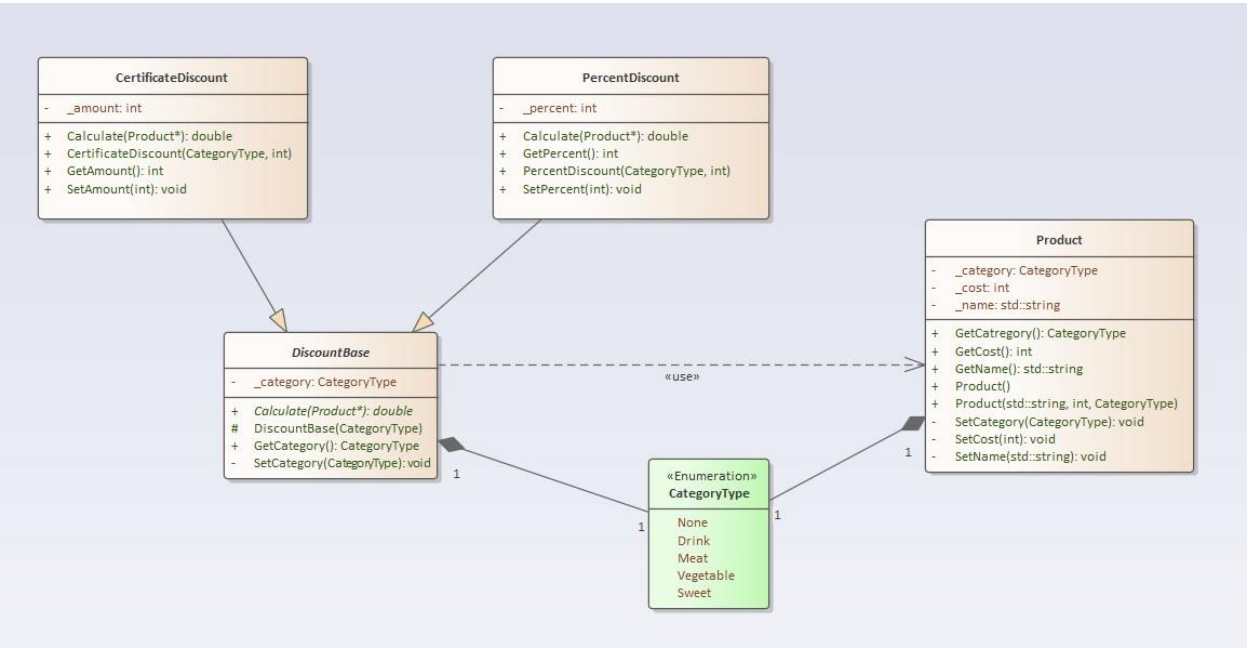 CertificateDiscount
- _amount: int
+ Calculate(Product*): double
+ CertificateDiscount(CategoryType, int)
+ GetAmount(): int
+ SetAmount(int): void
PercentDiscount
- _percent: int
+ Calculate(Product*): double
+ GetPercent(): int
+ PercentDiscount(CategoryType, int)
+ SetPercent(int): void
Product
- _category: CategoryType
- _cost: int
- _name: std::string
+ GetCatregory(): CategoryType
+ GetCost(): int
+ GetName(): std::string
+ Product()
+ Product(std::string, int, CategoryType)
- SetCategory(CategoryType): void
- SetCost(int): void
- SetName(std::string): void
DiscountBase
- _category: CategoryType
+ Calculate(Product*): double
# DiscountBase(CategoryType)
+ GetCategory(): CategoryType
- SetCategory(CategoryType): void
«use»
1
1
1
1
«Enumeration»
CategoryType
None
Drink
Meat
Vegetable
Sweet